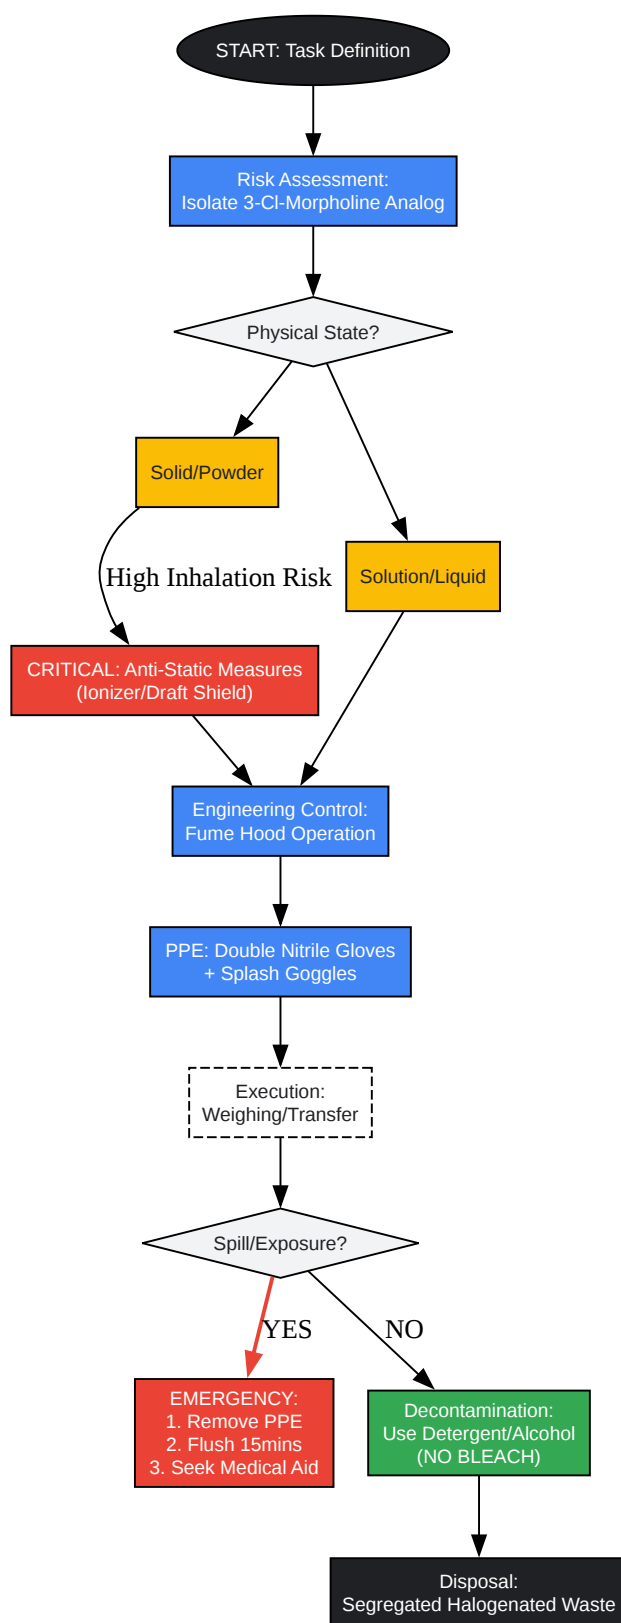 START: Task Definition
Risk Assessment:
Isolate 3-Cl-Morpholine Analog
Physical State?
Solid/Powder
High Inhalation Risk
Solution/Liquid
CRITICAL: Anti-Static Measures
(Ionizer/Draft Shield)
Engineering Control:
Fume Hood Operation
PPE: Double Nitrile Gloves
+ Splash Goggles
Execution:
Weighing/Transfer
Spill/Exposure?
YES
NO
EMERGENCY:
1. Remove PPE
2. Flush 15mins
3. Seek Medical Aid
Decontamination:
Use Detergent/Alcohol
(NO BLEACH)
Disposal:
Segregated Halogenated Waste